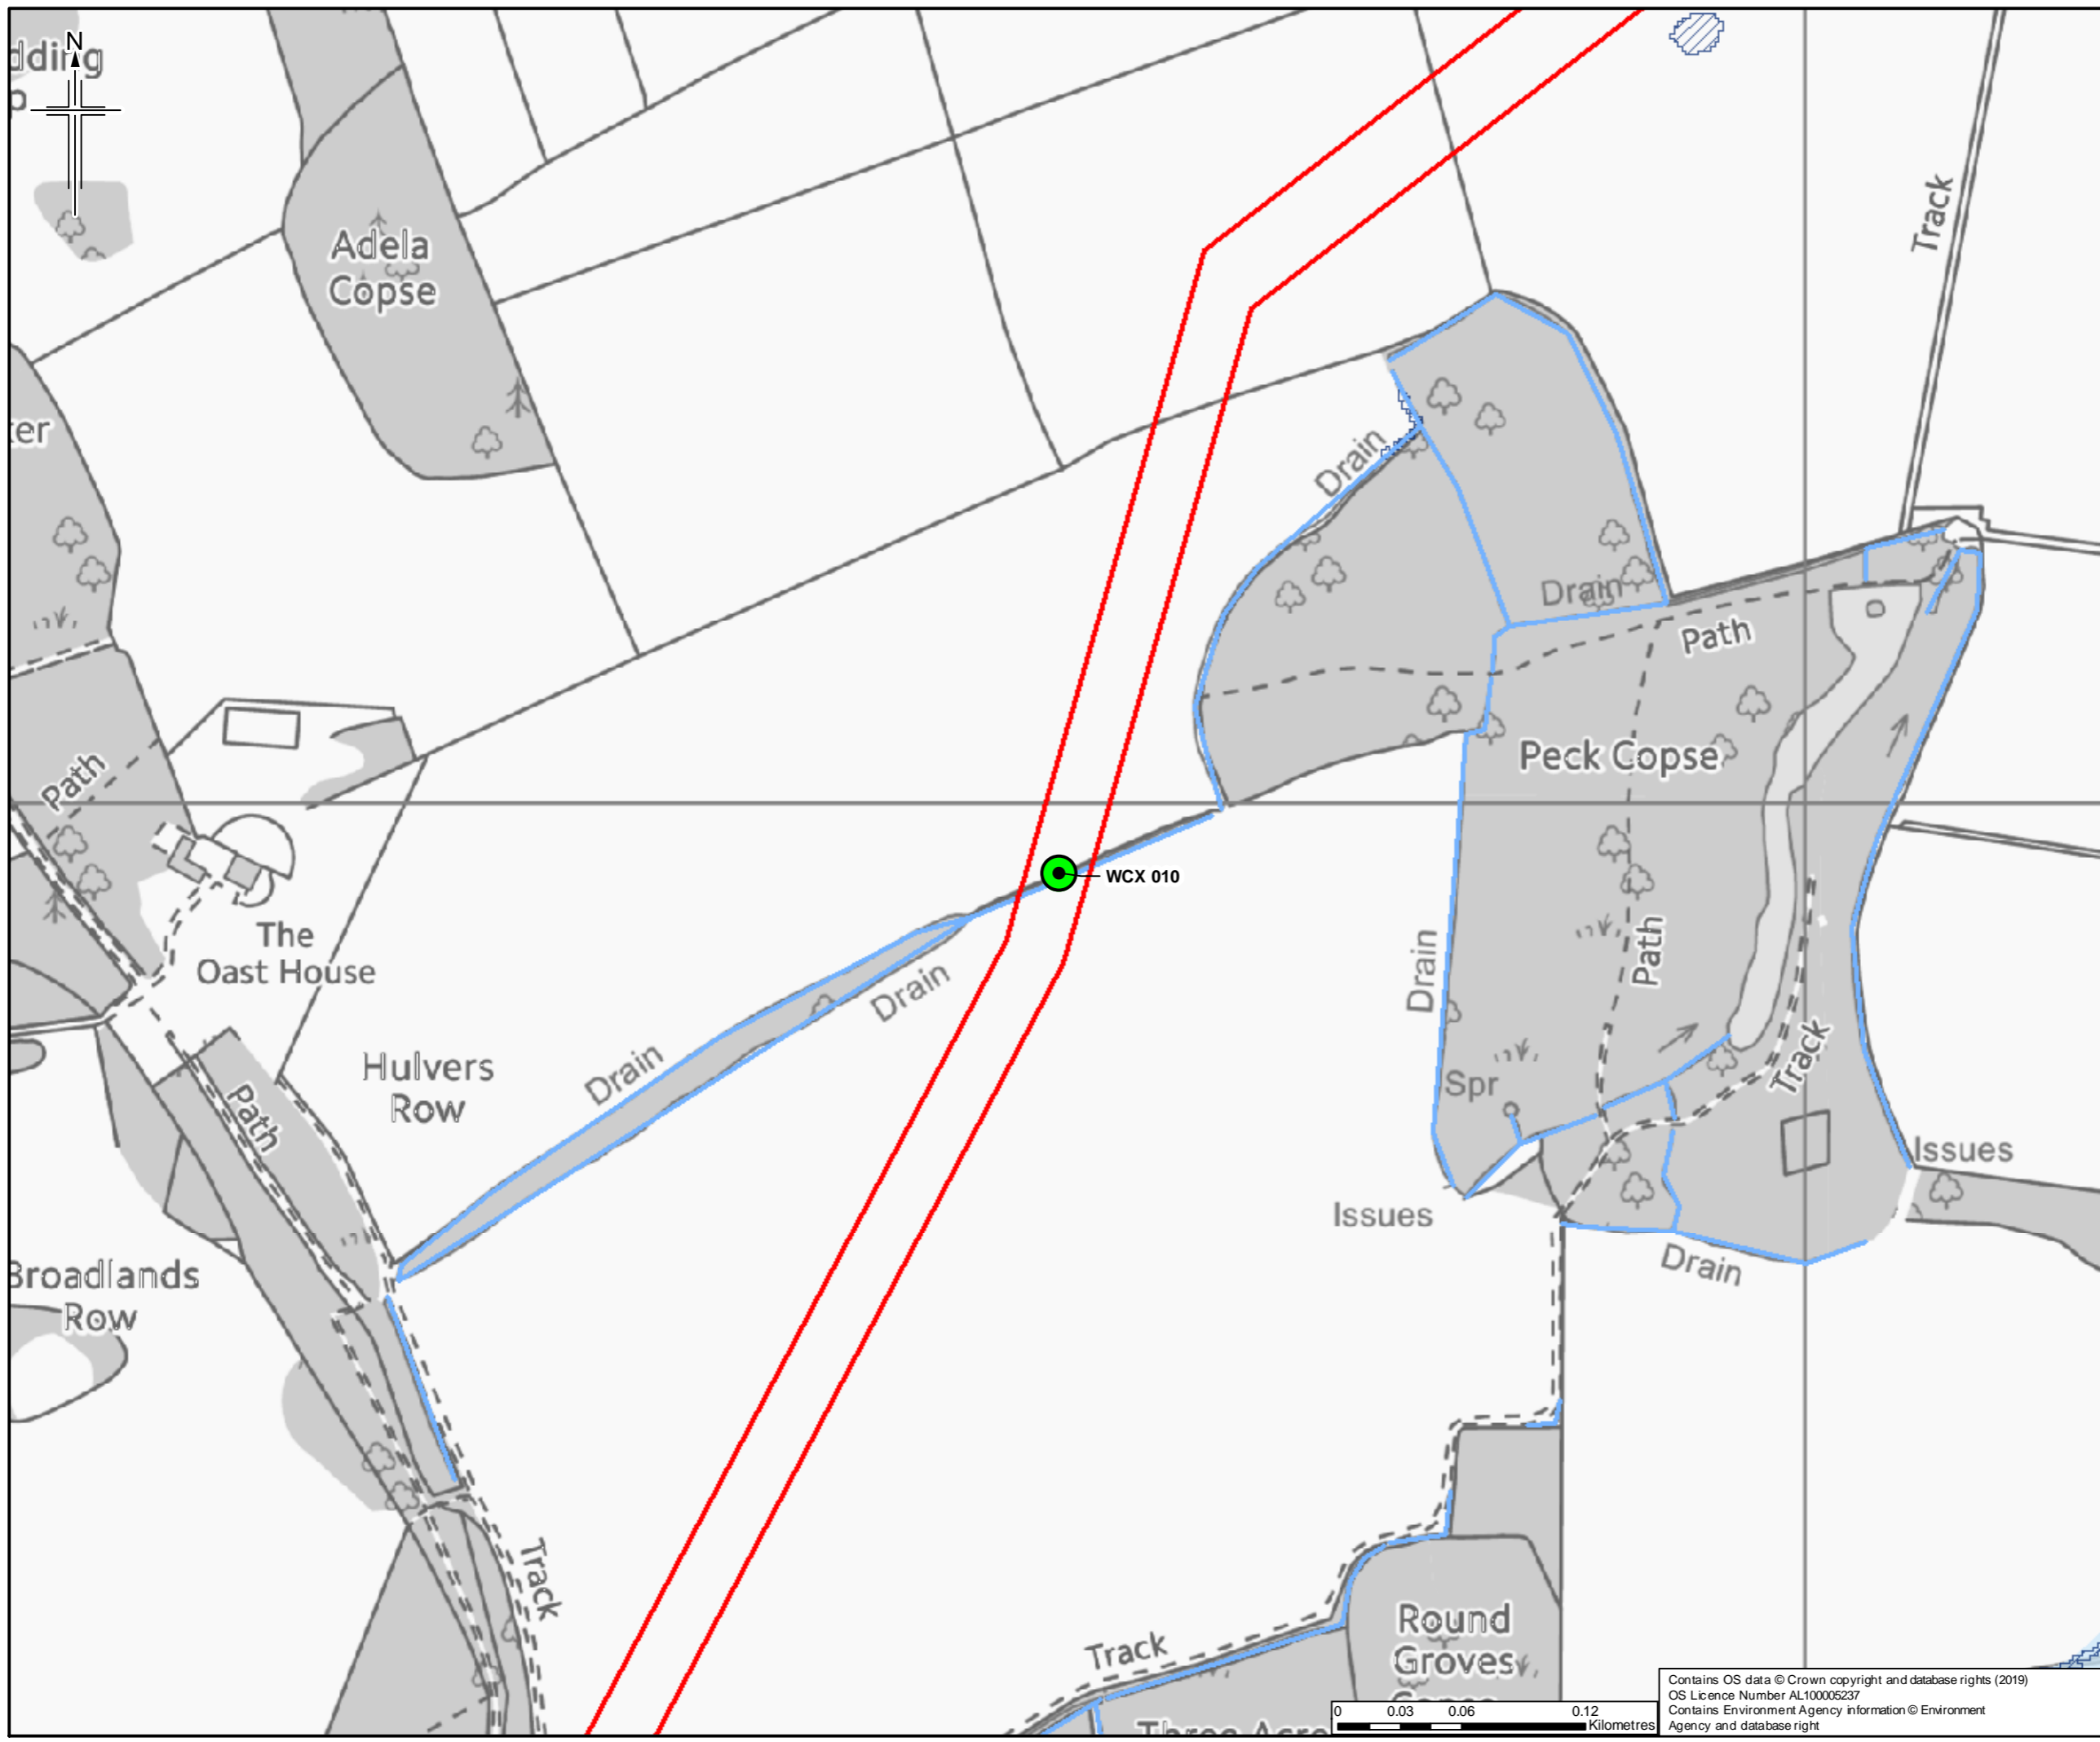 N
Adela
Copse
Track
Drain
Drain
Path
Peck Copse
Path
WCX 010
The
Oast House
Drain
Drain
Path
Drain
Track
Hulvers
Row
Drain
Spr
Path
Issues
Issues
Drain
Broadlands
Row
Track
Round
Groves
Track
0 0.03 0.06 0.12
Kilometres
Contains OS data © Crown copyright and database rights (2019)
OS Licence Number AL100005237
Contains Environment Agency information © Environment
Agency and database right